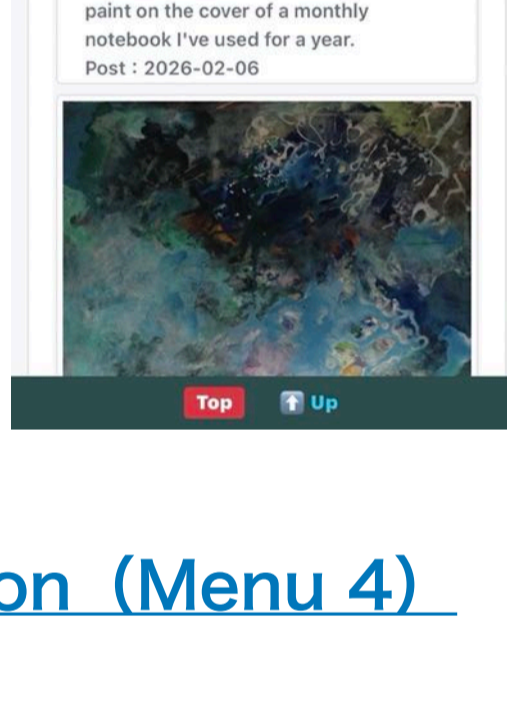 paint on the cover of a monthly
notebook I've used for a year.
Post : 2026-02-06
Top
Up
on（Menu 4）